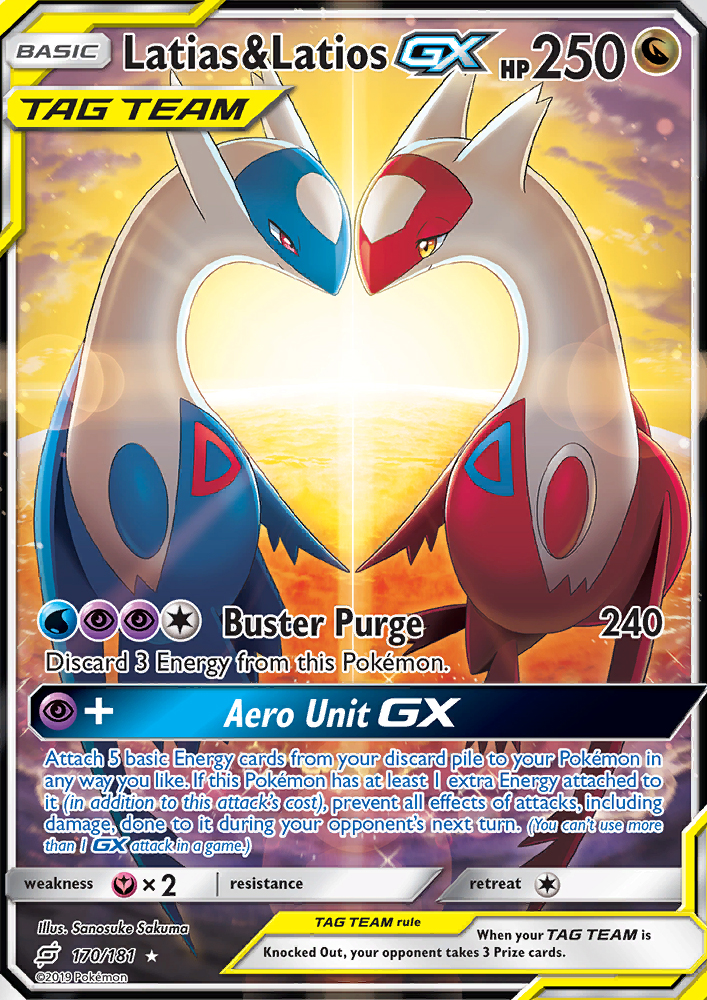 BASIC Latias&Latios GX HP 250
TAG TEAM
Buster Purge 240
Discard 3 Energy from this Pokémon.
+ Aero Unit GX
Attach 5 basic Energy cards from your discard pile to your Pokémon in
any way you like. If this Pokémon has at least 1 extra Energy attached to
it (in addition to this attack's cost), prevent all effects of attacks, including
damage, done to it during your opponent's next turn. (You can't use more
than 1 GX attack in a game.)
weakness × 2 resistance retreat
Illus. Sanosuke Sakuma
170/181
©2019 Pokémon
TAG TEAM rule
When your TAG TEAM is
Knocked Out, your opponent takes 3 Prize cards.